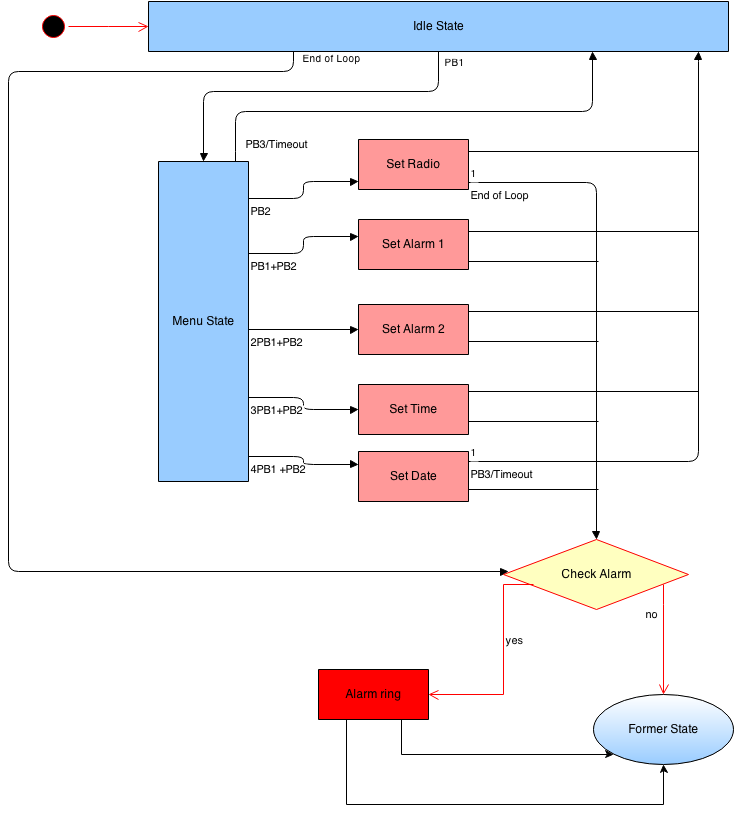 Idle State
End of Loop
PB1
PB3/Timeout
Set Radio
1
End of Loop
PB2
Set Alarm 1
PB1+PB2
Menu State
Set Alarm 2
2PB1+PB2
Set Time
3PB1+PB2
1
4PB1 +PB2
Set Date
PB3/Timeout
Check Alarm
no
yes
Alarm ring
Former State